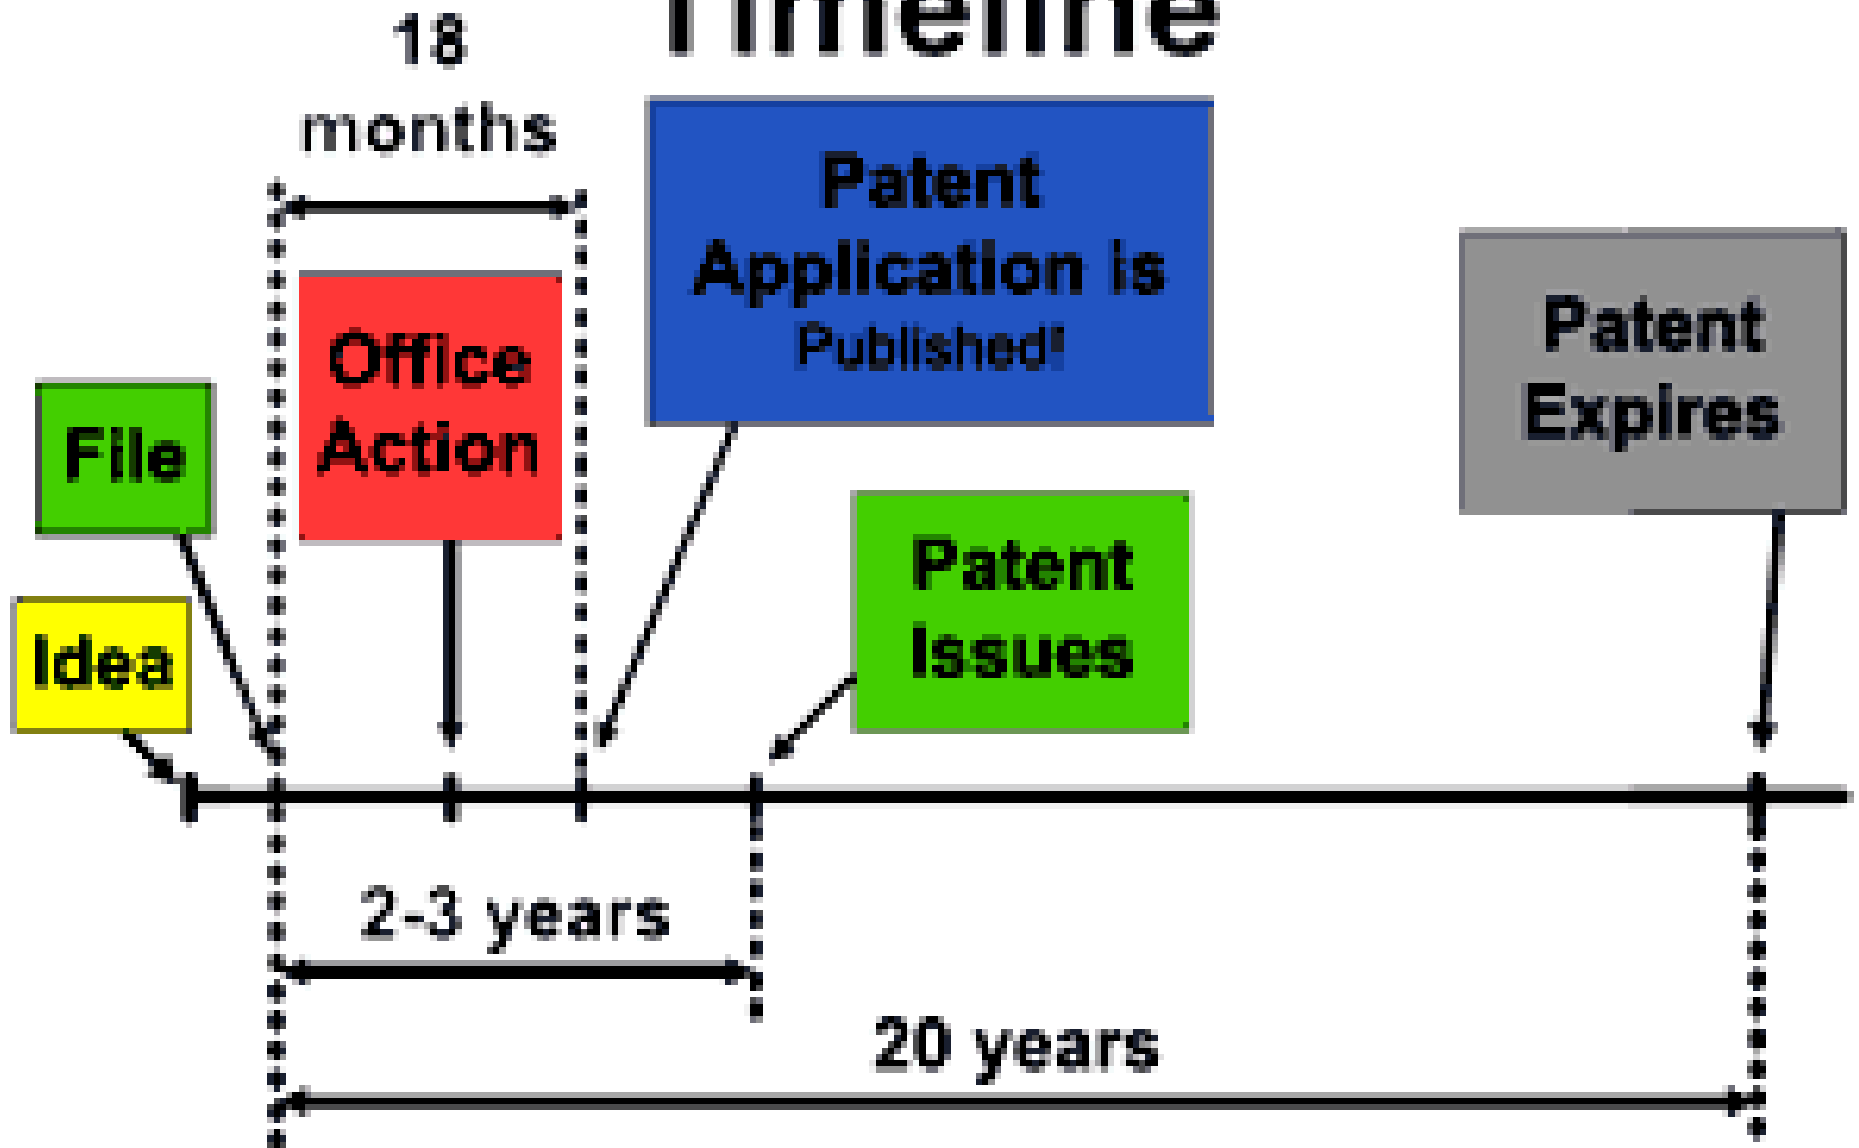 Timeline
18
months
Patent
Application is
Published!
Office
Action
Patent
Expires
File
Patent
Issues
Idea
2-3 years
20 years